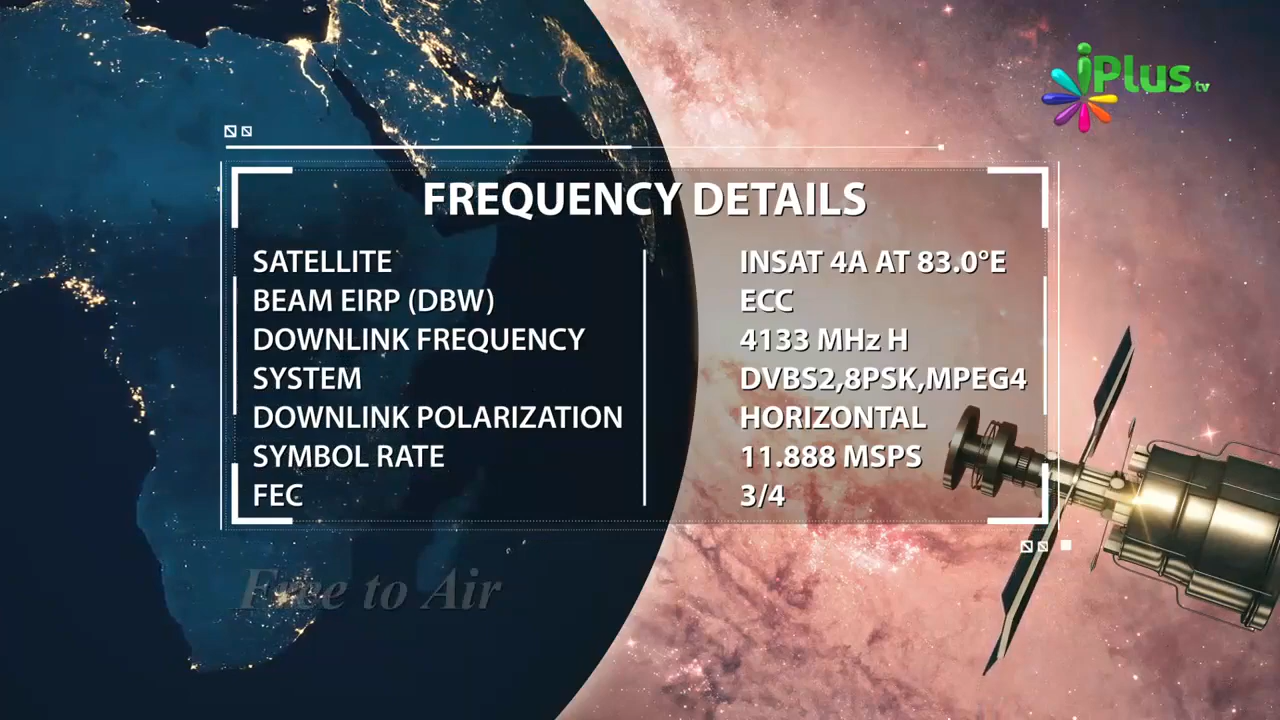 iPlus tv
FREQUENCY DETAILS
SATELLITE INSAT 4A AT 83.0°E
BEAM EIRP (DBW) ECC
DOWNLINK FREQUENCY 4133 MHz H
SYSTEM DVBS2,8PSK,MPEG4
DOWNLINK POLARIZATION HORIZONTAL
SYMBOL RATE 11.888 MSPS
FEC 3/4
Free to Air